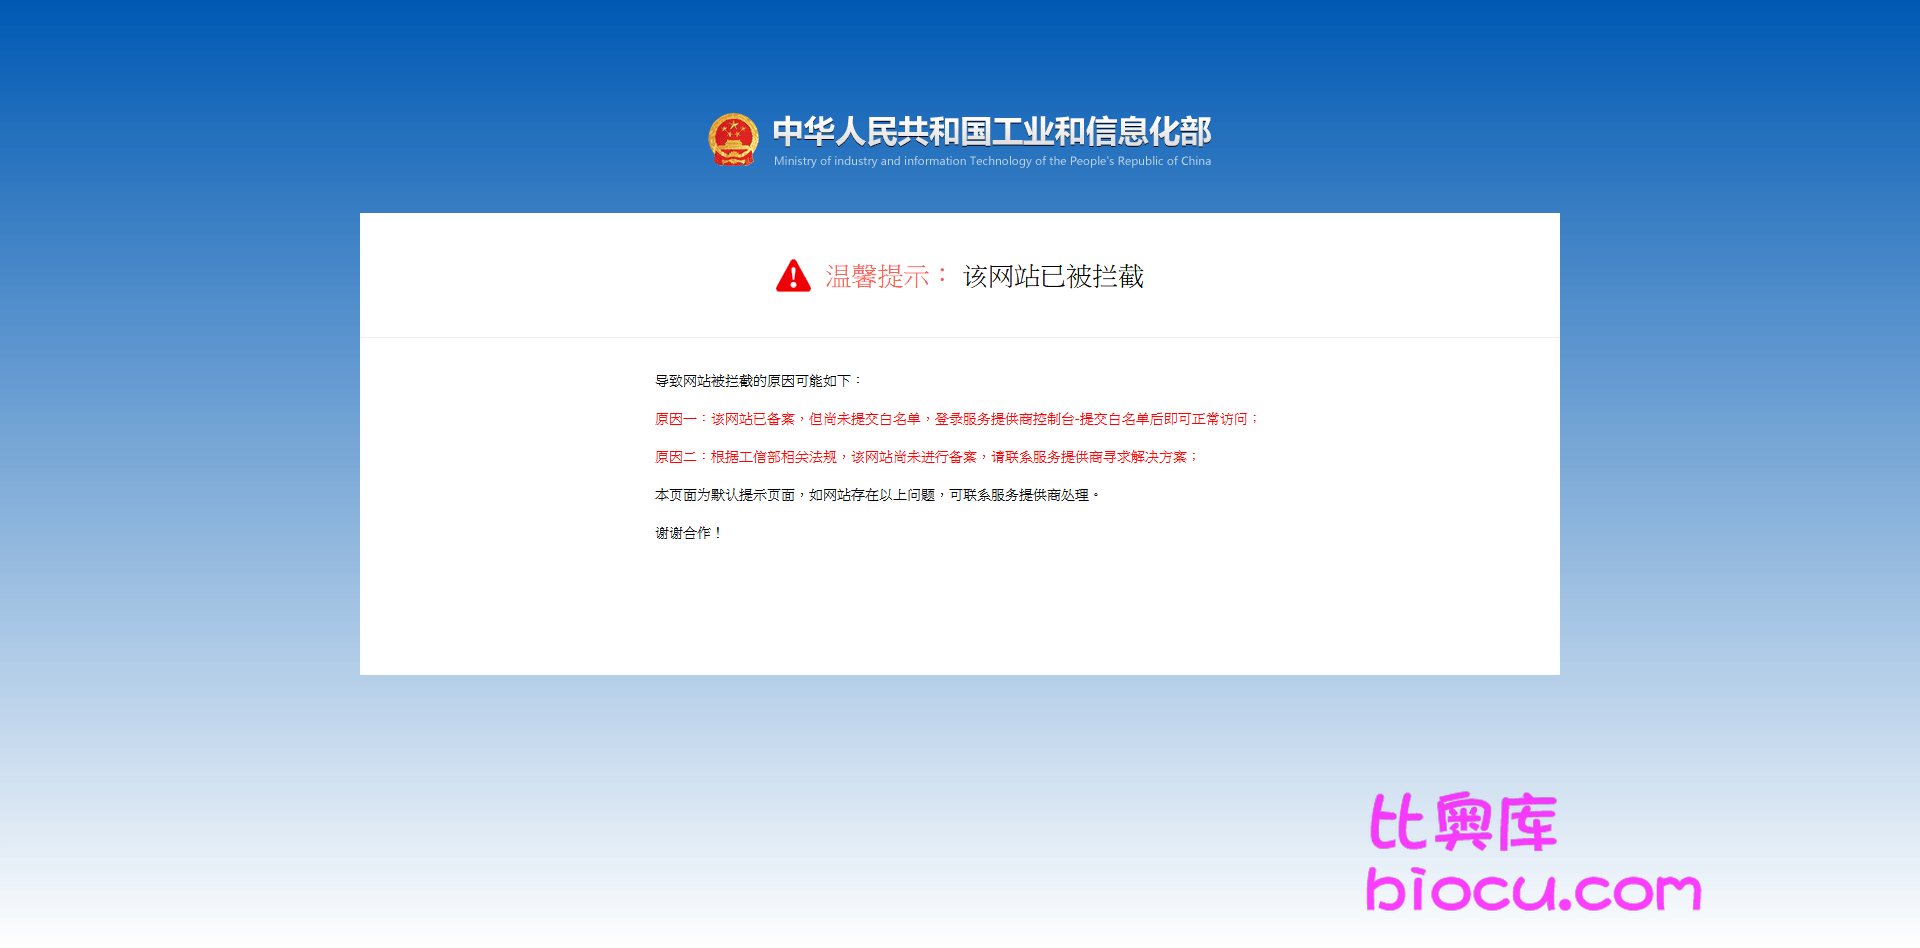 中华人民共和国工业和信息化部
Ministry of industry and information Technology of the People's Republic of China
温馨提示： 该网站已被拦截
导致网站被拦截的原因可能如下：
原因一：该网站已备案，但尚未提交白名单，登录服务提供商控制台-提交白名单后即可正常访问；
原因二：根据工信部相关法规，该网站尚未进行备案，请联系服务提供商寻求解决方案；
本页面为默认提示页面，如网站存在以上问题，可联系服务提供商处理。
谢谢合作！
比奥库
biocu.com